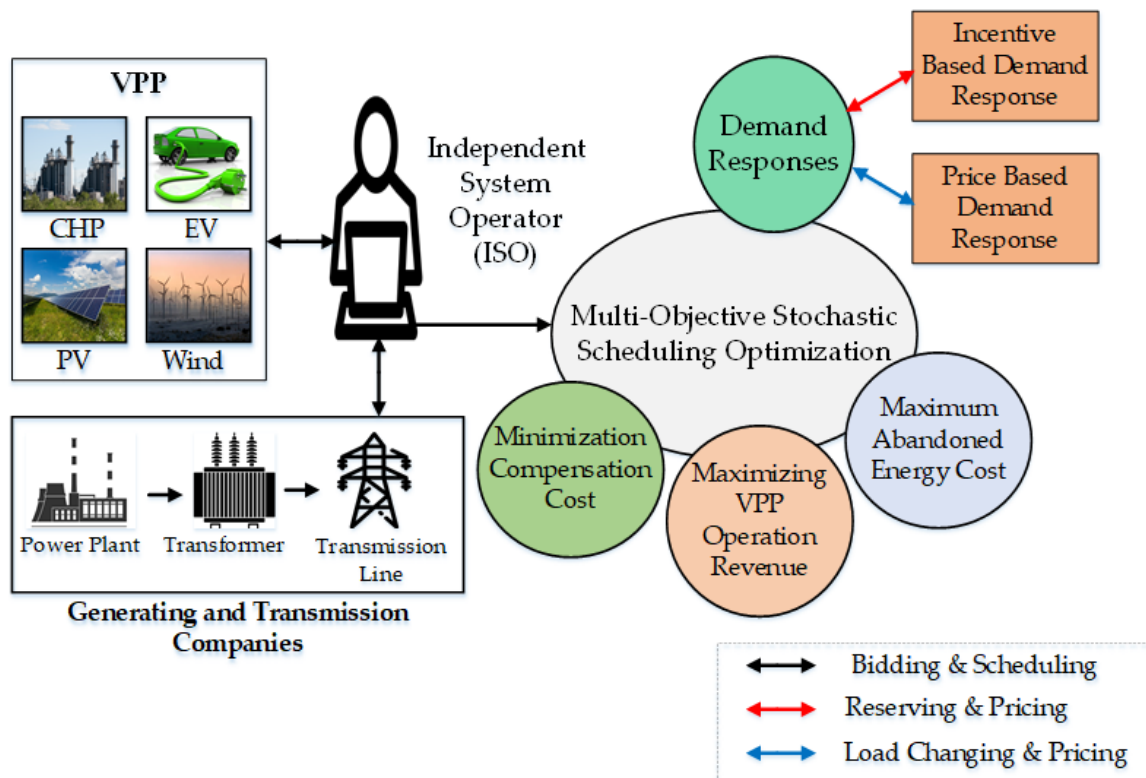 VPP
CHP
EV
PV
Wind
Independent
System
Operator
(ISO)
Demand
Responses
Incentive
Based Demand
Response
Price Based
Demand
Response
Multi-Objective Stochastic
Scheduling Optimization
Minimization
Compensation
Cost
Maximizing
VPP
Operation
Revenue
Maximum
Abandoned
Energy Cost
Power Plant
Transformer
Transmission
Line
Generating and Transmission
Companies
Bidding & Scheduling
Reserving & Pricing
Load Changing & Pricing